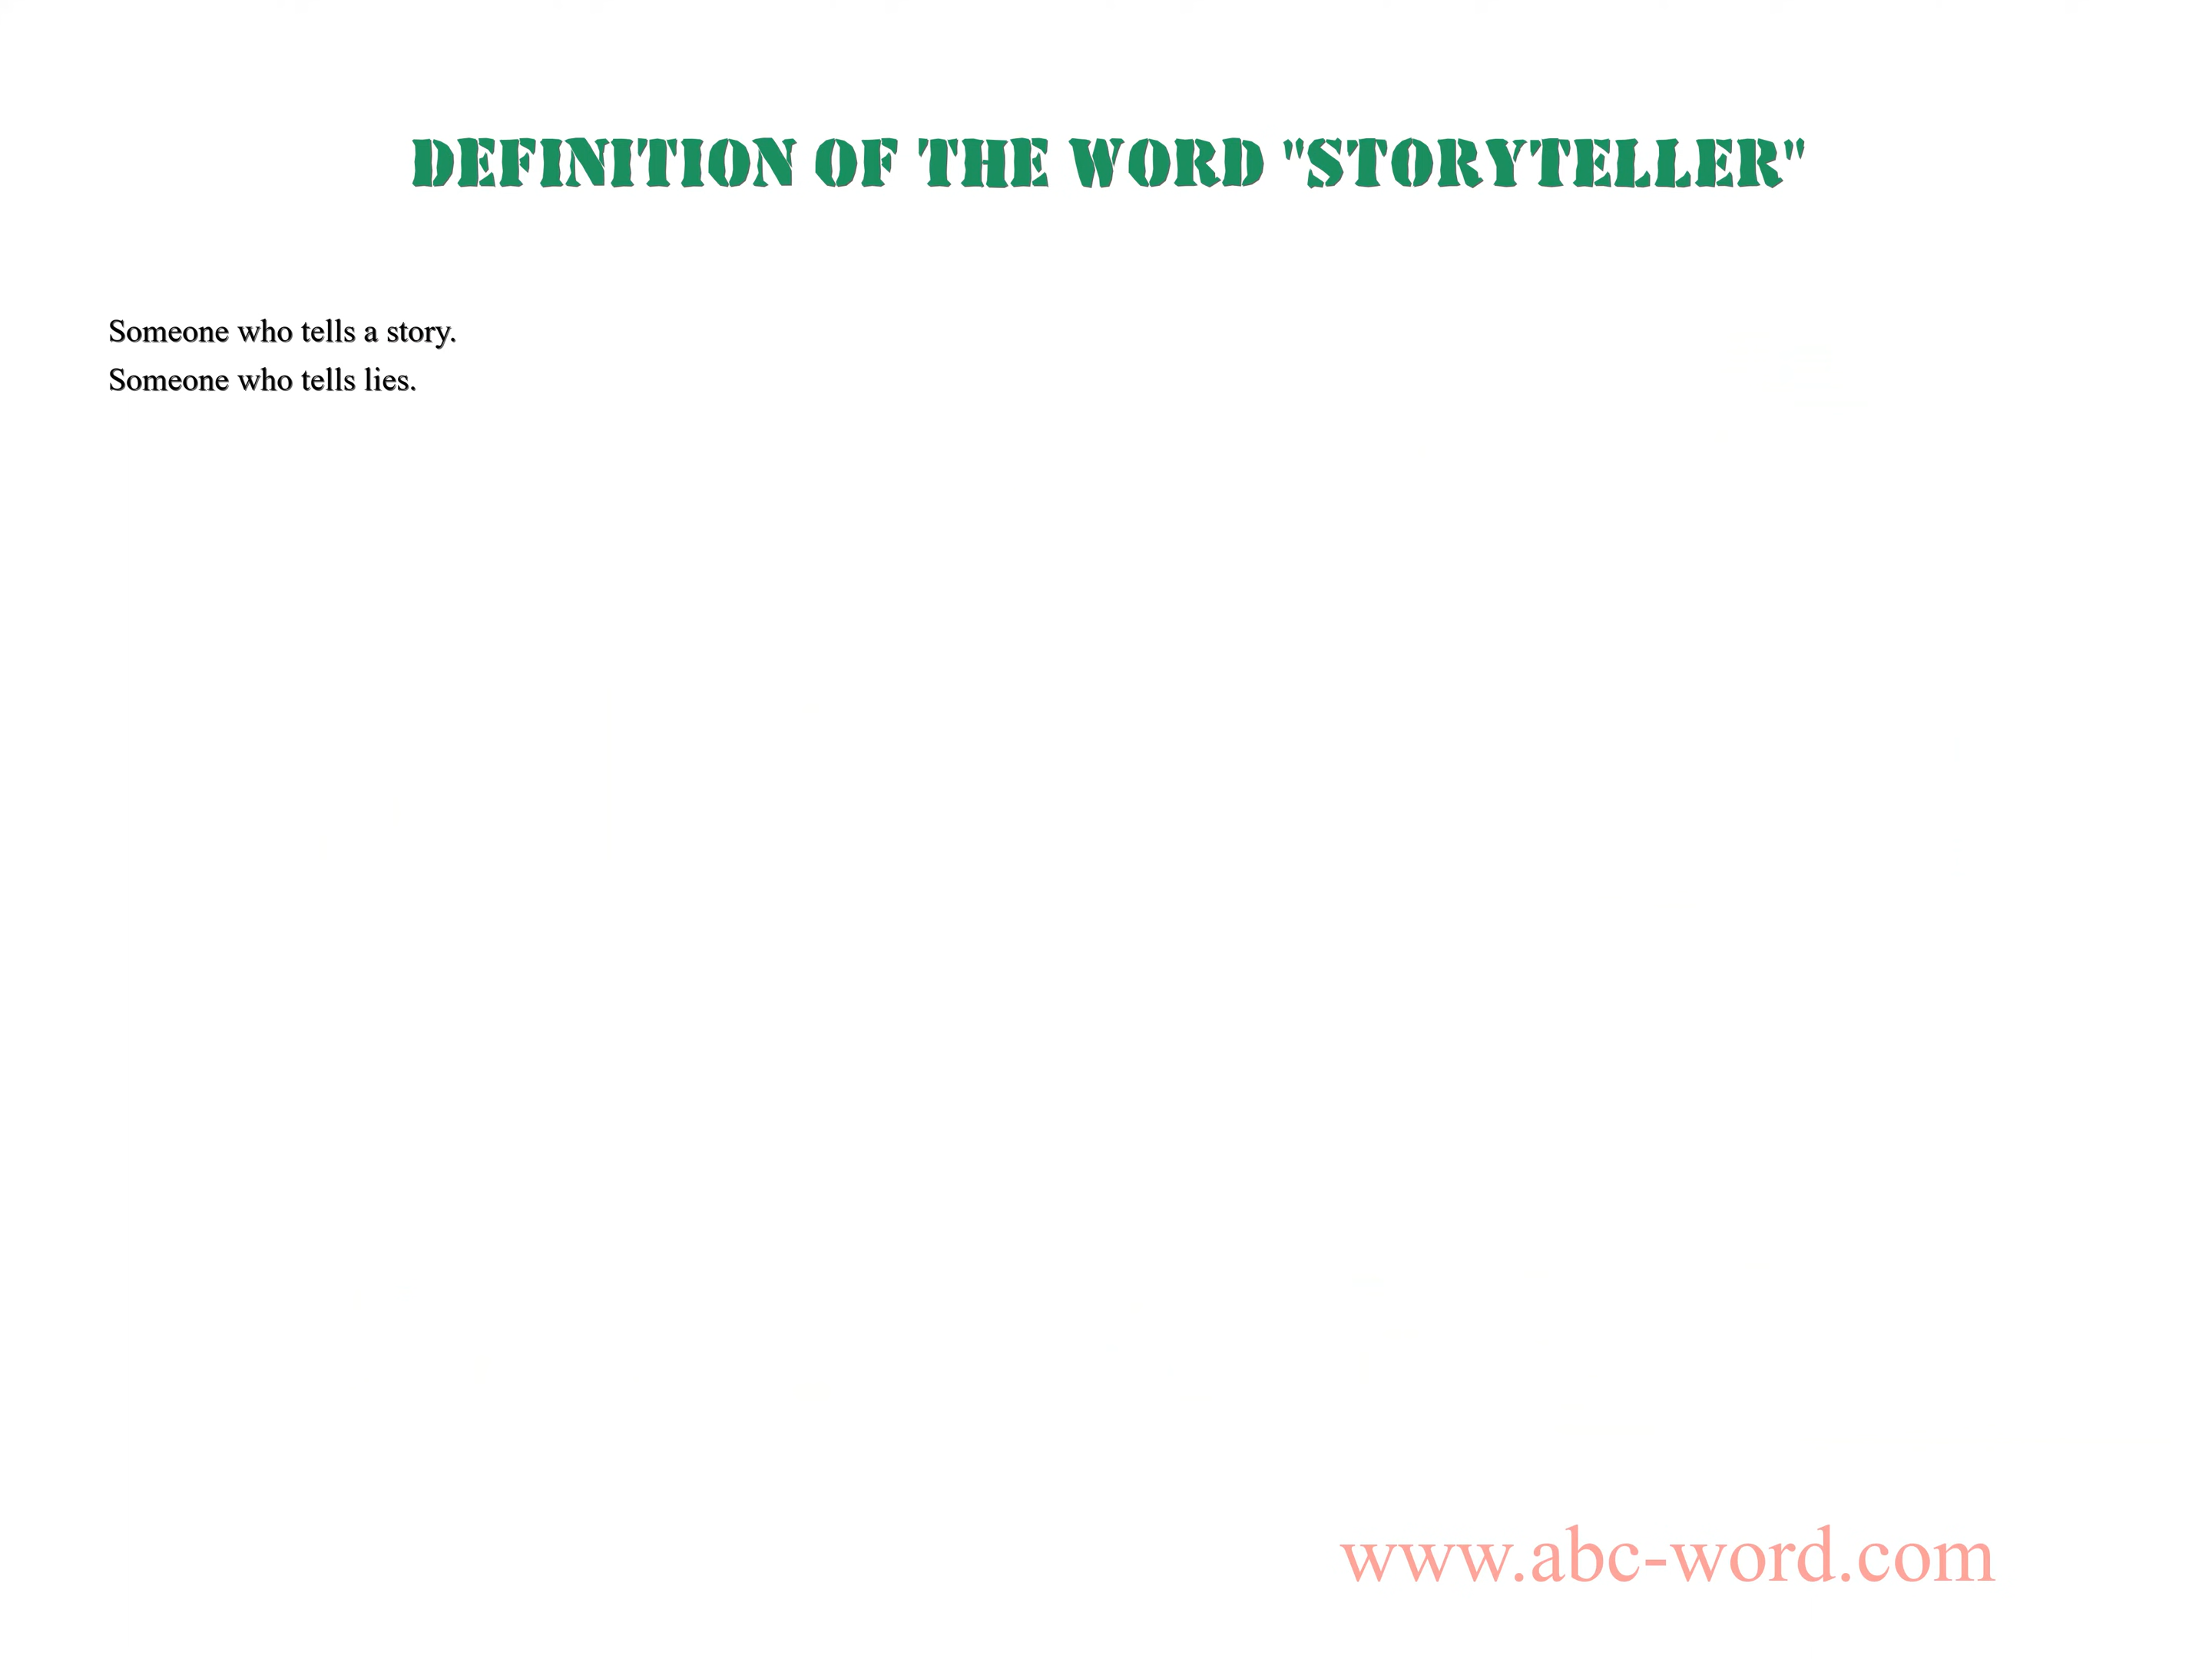 DEFINITION OF THE WORD "STORYTELLER"
Someone who tells a story.
Someone who tells lies.
www.abc-word.com